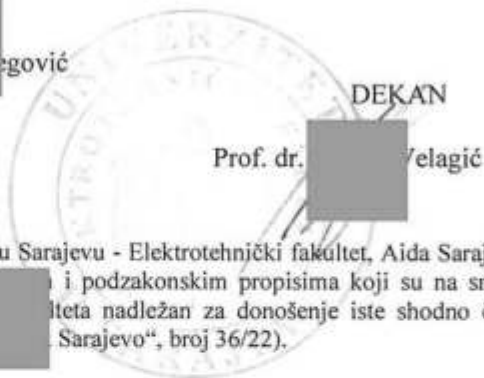 egović
DEKAN
Prof. dr. Velagić
u Sarajevu - Elektrotehnički fakultet, Aida Saraj
i podzakonskim propisima koji su na
lteta nadležan za donošenje iste shodno
Sarajevo“, broj 36/22).